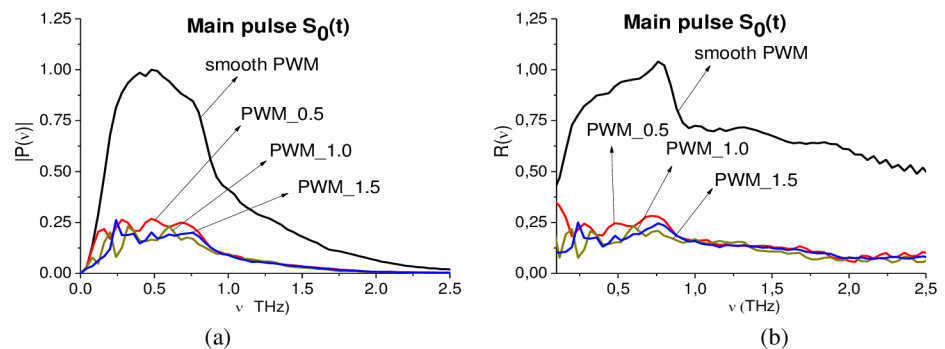 Main pulse S0(t)
1.25
1.00
0.75
0.50
0.25
0.00
|P(ν)|
smooth PWM
PWM_0.5
PWM_1.0
PWM_1.5
0.0 0.5 1.0 1.5 2.0 2.5
ν THz)
(a)
Main pulse S0(t)
1.25
1.00
0.75
0.50
0.25
0.00
R(ν)
smooth PWM
PWM_0.5
PWM_1.0
PWM_1.5
0,5 1,0 1,5 2,0 2,5
ν (THz)
(b)